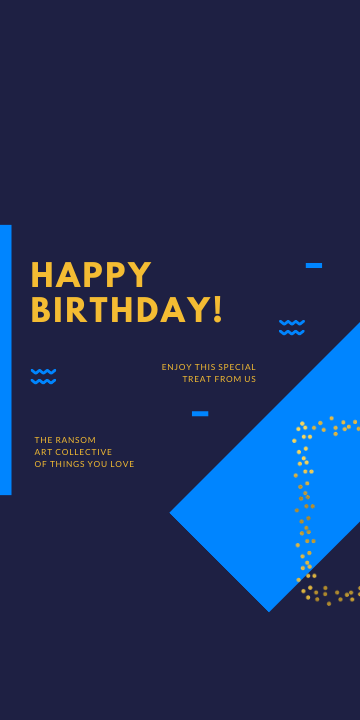 HAPPY
BIRTHDAY!
ENJOY THIS SPECIAL
TREAT FROM US
THE RANSOM
ART COLLECTIVE
OF THINGS YOU LOVE